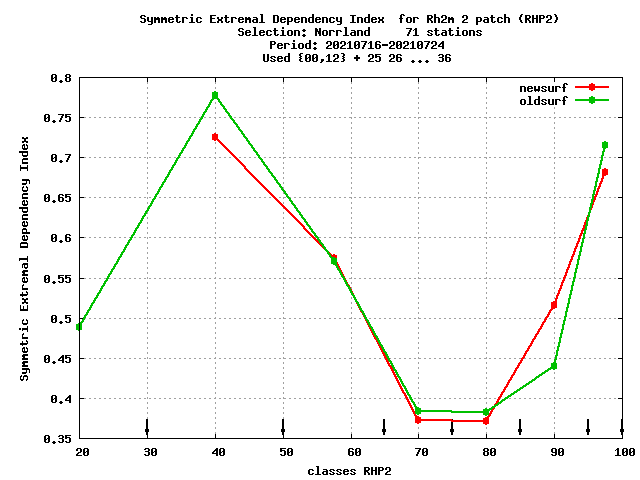 Symmetric Extremal Dependency Index  for Rh2m 2 patch (RHP2)
Selection: Norrland     71 stations
Period: 20210716-20210724
Used {00,12} + 25 26 ... 36
newsurf
oldsurf
0.8
0.75
0.7
0.65
0.6
0.55
0.5
0.45
0.4
0.35
Symmetric Extremal Dependency Index
20 30 40 50 60 70 80 90 100
classes RHP2